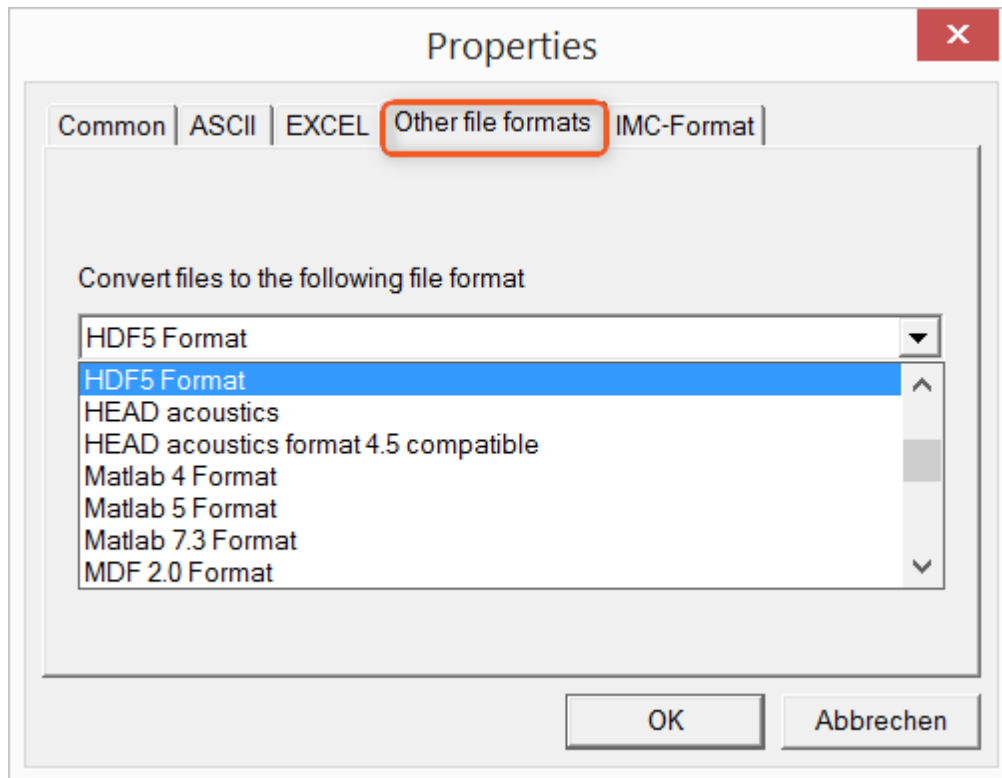 Properties
Common ASCII EXCEL Other file formats IMC-Format
Convert files to the following file format
HDF5 Format
HDF5 Format
HEAD acoustics
HEAD acoustics format 4.5 compatible
Matlab 4 Format
Matlab 5 Format
Matlab 7.3 Format
MDF 2.0 Format
OK Abbrechen